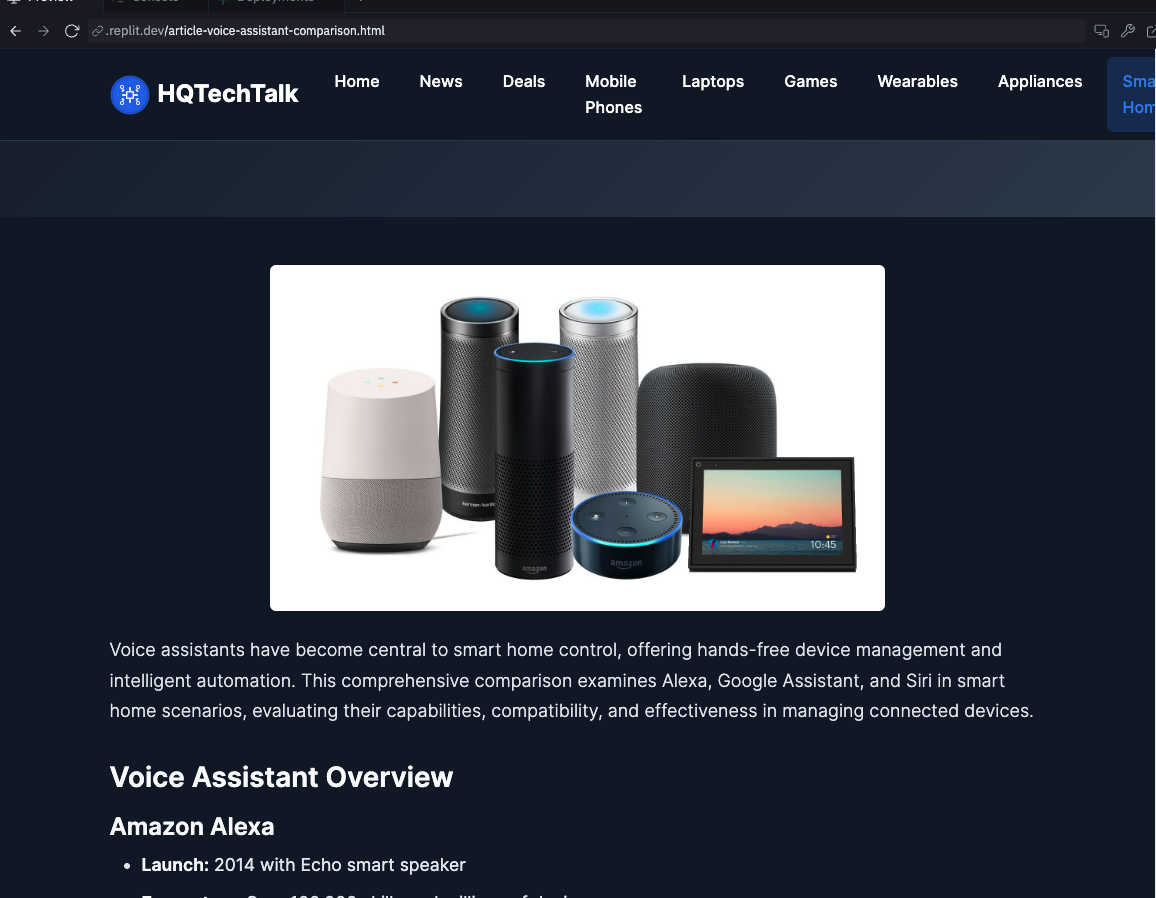 .replit.dev/article-voice-assistant-comparison.html
HQTechTalk
Home
News
Deals
Mobile
Phones
Laptops
Games
Wearables
Appliances
Sma
Hom
harman/kardon
amazon
amazon
10:45
Voice assistants have become central to smart home control, offering hands-free device management and
intelligent automation. This comprehensive comparison examines Alexa, Google Assistant, and Siri in smart
home scenarios, evaluating their capabilities, compatibility, and effectiveness in managing connected devices.
Voice Assistant Overview
Amazon Alexa
• Launch: 2014 with Echo smart speaker